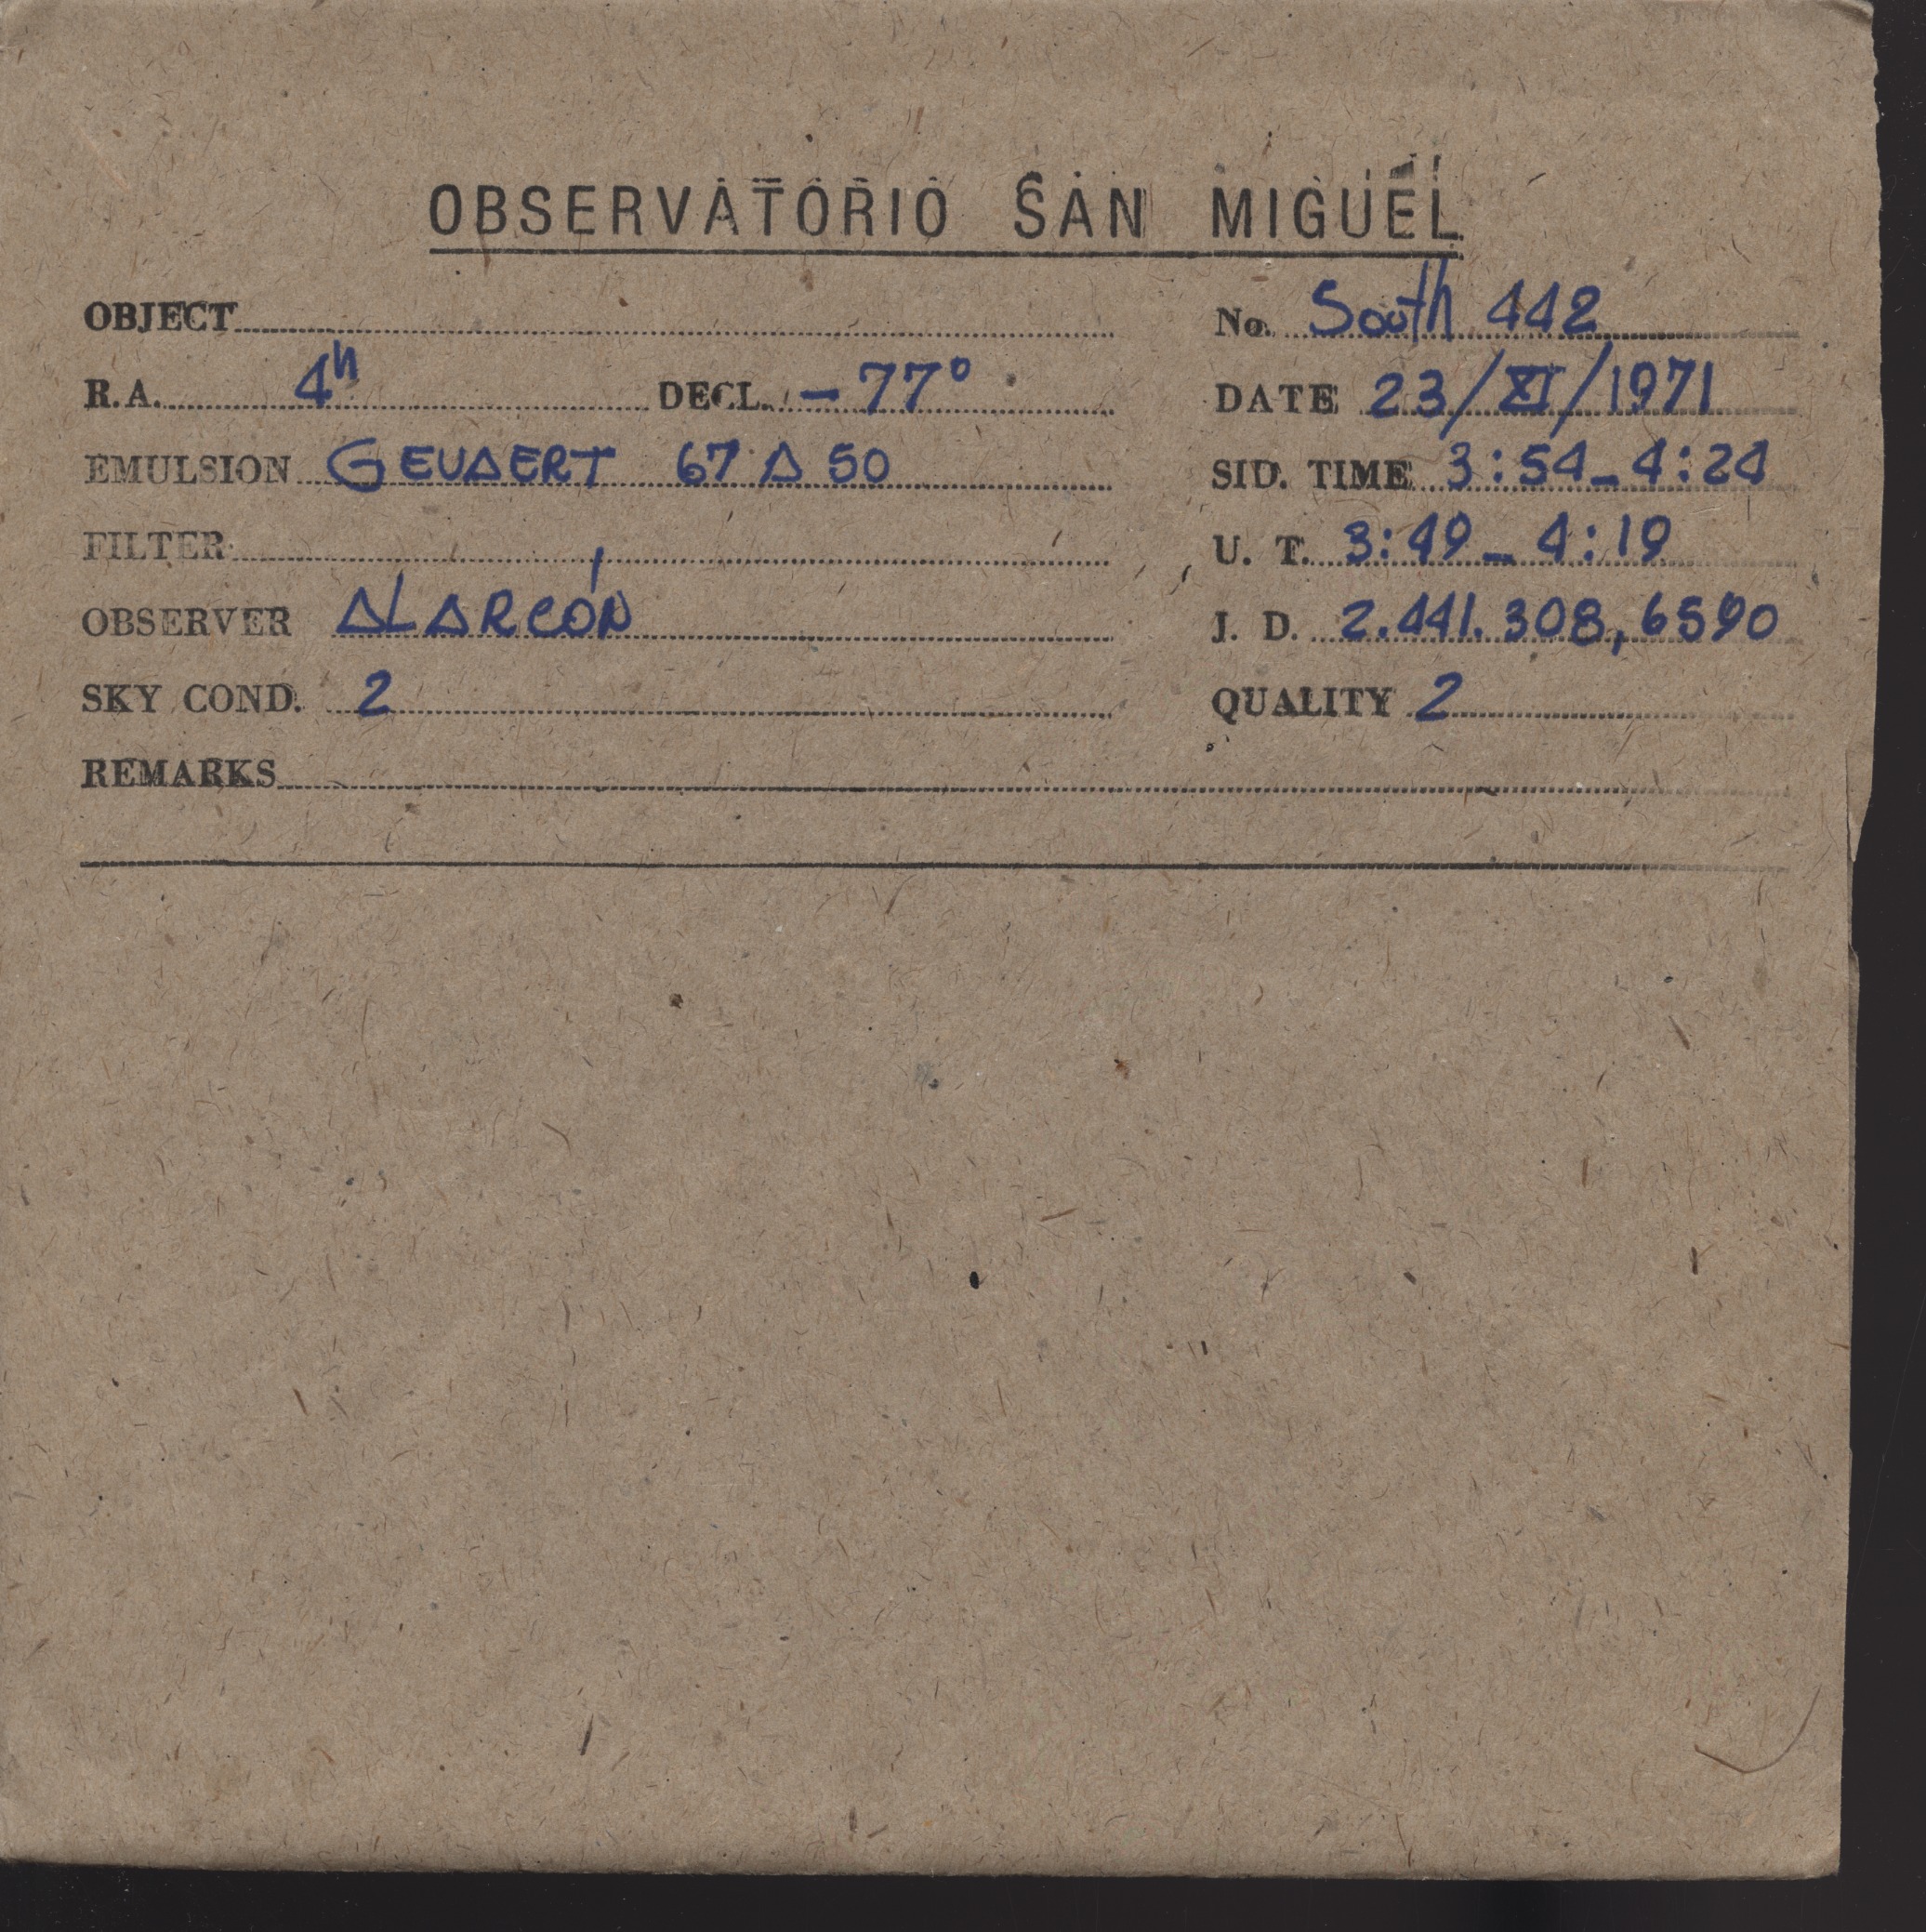 OBSERVATORIO SAN MIGUEL
OBJECT No. South 442
R.A. 4h DECL. -77° DATE 23/XI/1971
EMULSION GEVAERT 67 A 50 SID. TIME 3:54-4:24
FILTER U. T. 3:49-4:19
OBSERVER ALARCÓN J. D. 2.441.308,6590
SKY COND. 2 QUALITY 2
REMARKS